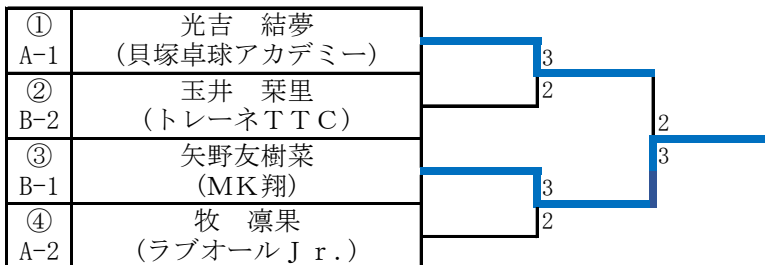 ① 光吉　結夢
A-1 (貝塚卓球アカデミー)
3
② 玉井　栞里
2
B-2 (トレーネＴＴＣ)
2
③ 矢野友樹菜
3
B-1 (MK翔)
3
④ 牧　凛果
2
A-2 (ラブオールＪｒ.)